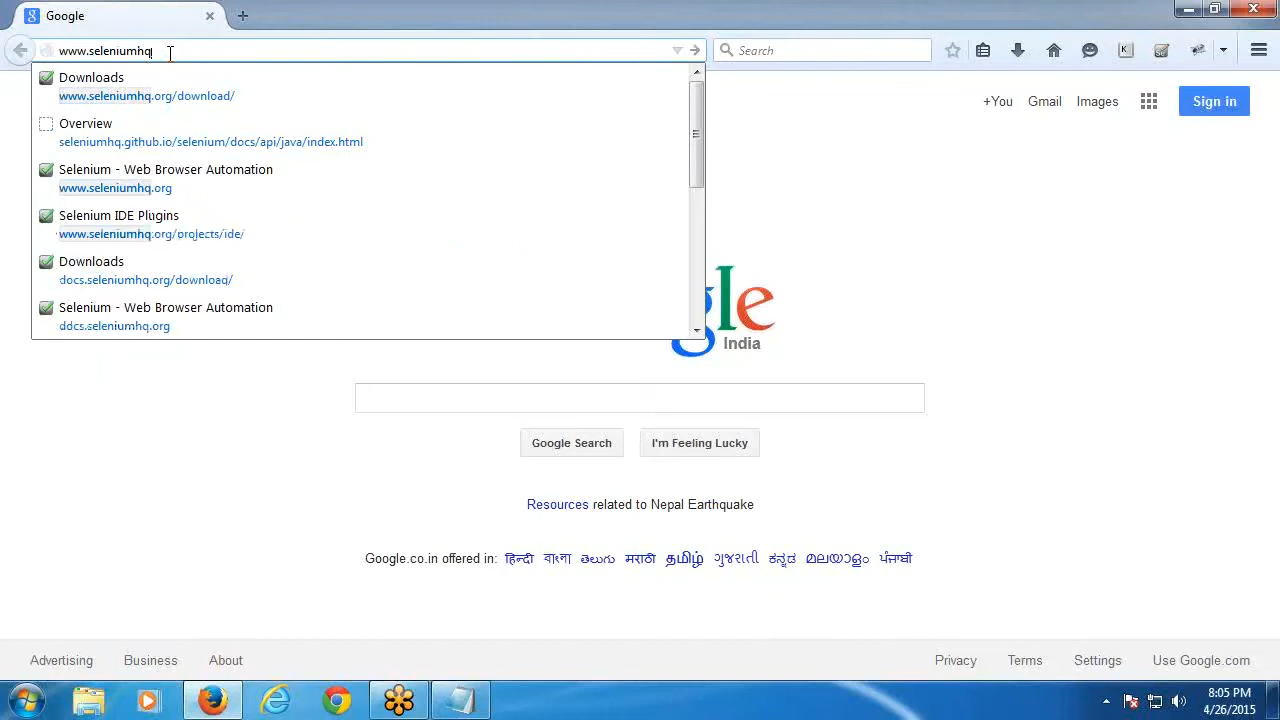 Google
www.seleniumhq
Search
Downloads
www.seleniumhq.org/download/
Overview
seleniumhq.github.io/selenium/docs/api/java/index.html
Selenium - Web Browser Automation
www.seleniumhq.org
Selenium IDE Plugins
www.seleniumhq.org/projects/ide/
Downloads
docs.seleniumhq.org/download/
Selenium - Web Browser Automation
docs.seleniumhq.org
+You Gmail Images Sign in
gle
India
Google Search I'm Feeling Lucky
Resources related to Nepal Earthquake
Google.co.in offered in: हिन्दी বাংলা తెలుగు मराठी தமிழ் ગુજરાતી ಕನ್ನಡ മലയാളം ਪੰਜਾਬੀ
Advertising Business About Privacy Terms Settings Use Google.com
8:05 PM
4/26/2015